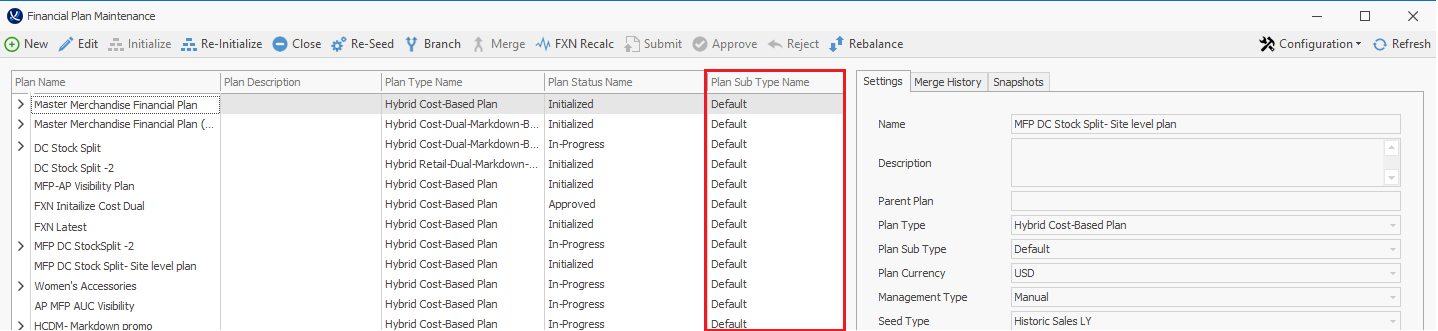 Financial Plan Maintenance
New Edit Initialize Re-Initialize Close Re-Seed Branch Merge FXN Recalc Submit Approve Reject Rebalance Configuration Refresh
Plan Name Plan Description Plan Type Name Plan Status Name Plan Sub Type Name
Master Merchandise Financial Plan Hybrid Cost-Based Plan Initialized Default
Master Merchandise Financial Plan (... Hybrid Cost-Dual-Markdown-B... Initialized Default
DC Stock Split Hybrid Cost-Dual-Markdown-B... In-Progress Default
DC Stock Split -2 Hybrid Retail-Dual-Markdown-... Initialized Default
MFP-AP Visibility Plan Hybrid Cost-Based Plan Initialized Default
FXN Initailize Cost Dual Hybrid Cost-Based Plan Approved Default
FXN Latest Hybrid Cost-Based Plan Initialized Default
MFP DC StockSplit -2 Hybrid Cost-Based Plan In-Progress Default
MFP DC Stock Split- Site level plan Hybrid Cost-Based Plan Initialized Default
Women's Accessories Hybrid Cost-Based Plan In-Progress Default
AP MFP AUC Visibility Hybrid Cost-Based Plan In-Progress Default
HCDM- Markdown promo Hybrid Cost-Based Plan In-Progress Default
Settings Merge History Snapshots
Name MFP DC Stock Split- Site level plan
Description
Parent Plan
Plan Type Hybrid Cost-Based Plan
Plan Sub Type Default
Plan Currency USD
Management Type Manual
Seed Type Historic Sales LY